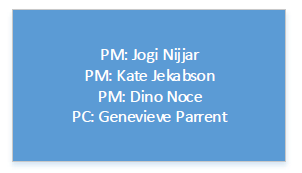 PM: Jogi Nijjar
PM: Kate Jekabson
PM: Dino Noce
PC: Genevieve Parrent